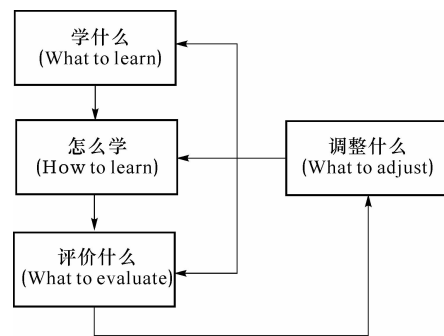 学什么
(What to learn)
怎么学
(How to learn)
调整什么
(What to adjust)
评价什么
(What to evaluate)